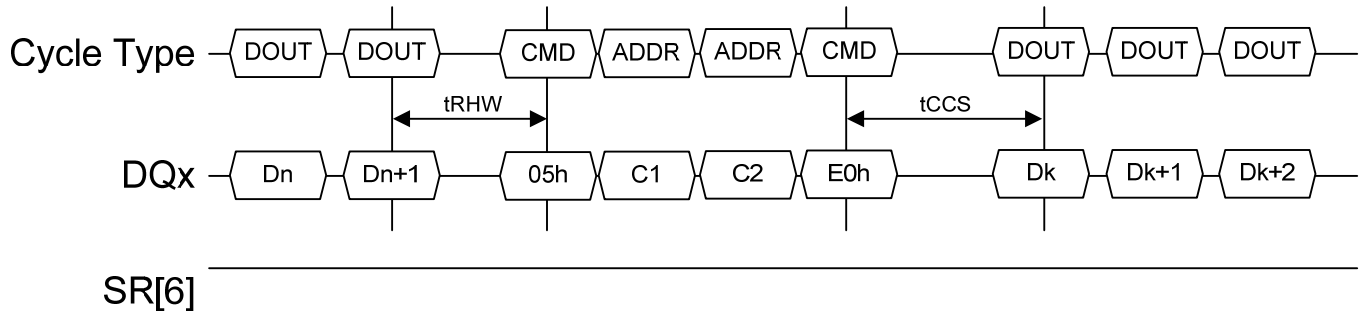 Cycle Type DOUT DOUT CMD ADDR ADDR CMD DOUT DOUT DOUT
tRHW tCCS
DQx Dn Dn+1 05h C1 C2 E0h Dk Dk+1 Dk+2
SR[6]